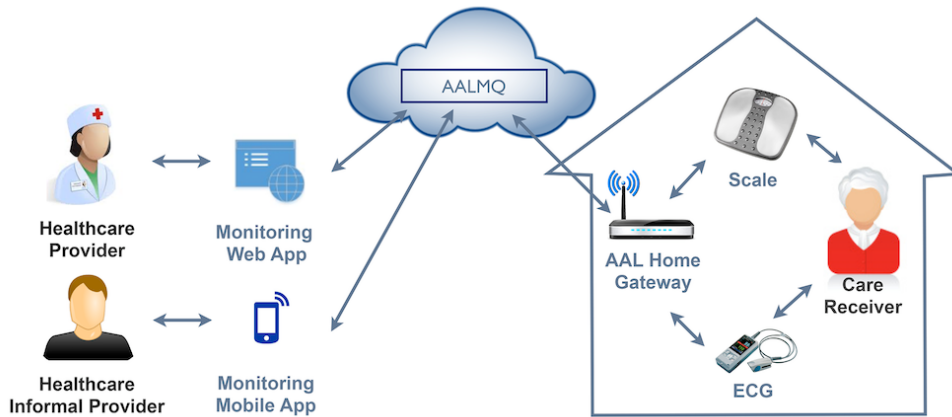 AALMQ
Healthcare
Provider
Monitoring
Web App
Healthcare
Informal Provider
Monitoring
Mobile App
Scale
AAL Home
Gateway
Care
Receiver
ECG